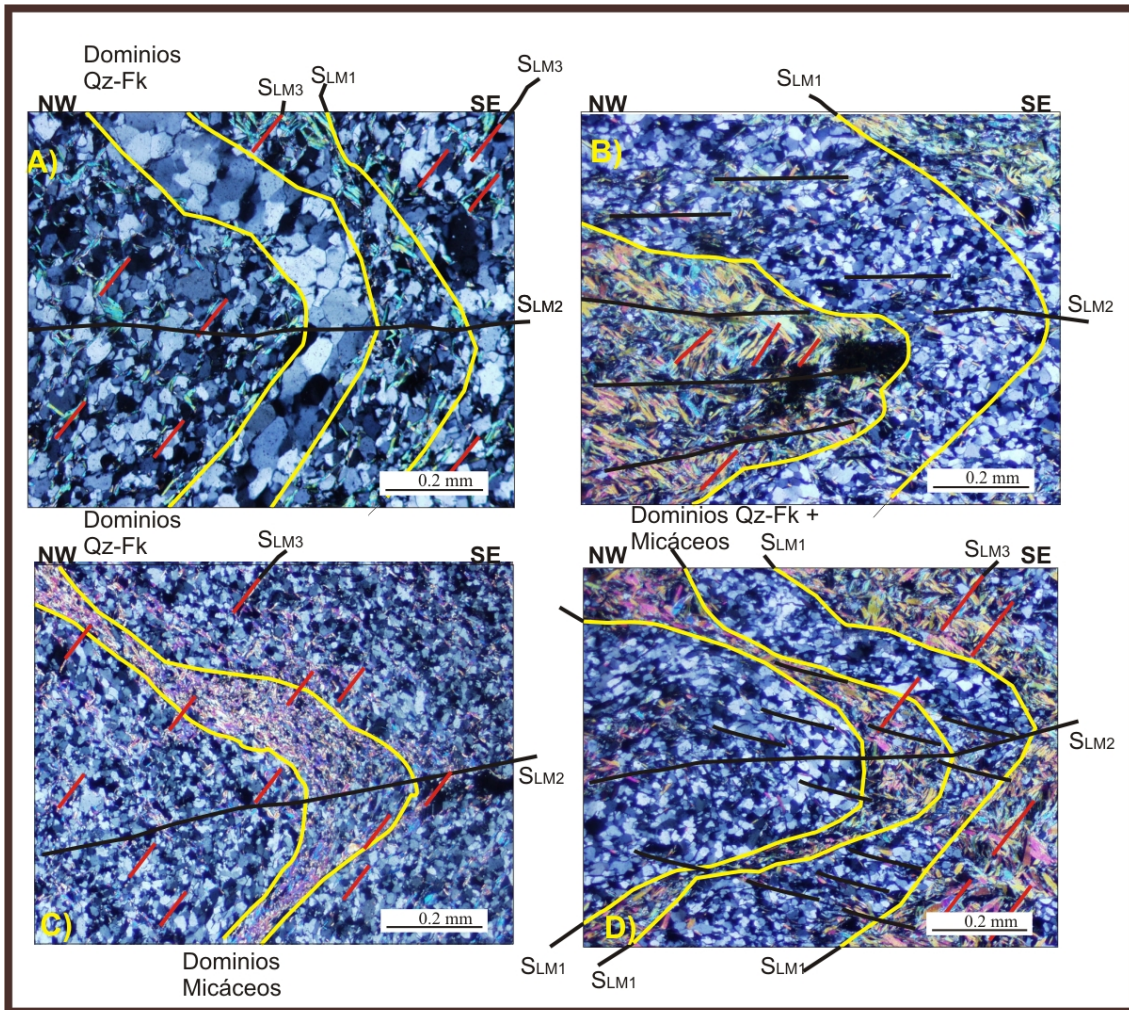 Dominios
Qz-Fk
SLM3
SLM1
SLM3
NW
SE
A)
SLM2
0.2 mm
SLM1
NW
SE
B)
SLM2
0.2 mm
Dominios
Qz-Fk
SLM3
NW
SE
SLM2
C)
0.2 mm
Dominios
Micáceos
Dominios Qz-Fk +
Micáceos
SLM1
SLM3
NW
SE
SLM2
D)
0.2 mm
SLM1
SLM1
SLM1